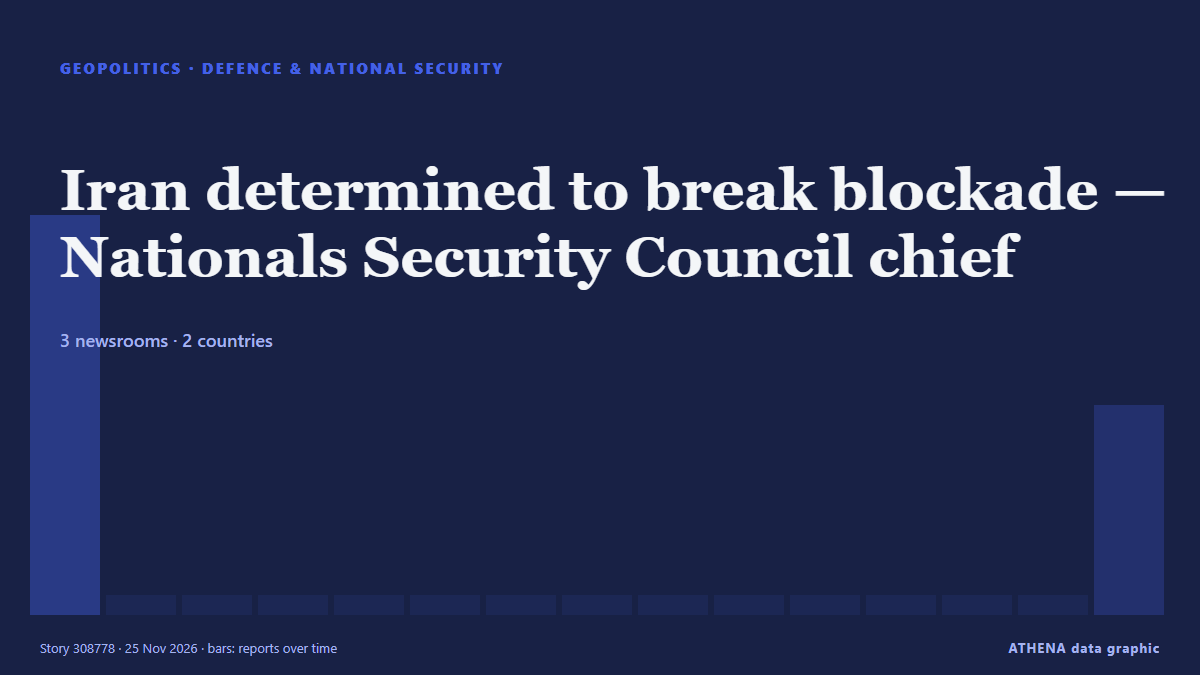 GEOPOLITICS · DEFENCE & NATIONAL SECURITY
Iran determined to break blockade —
Nationals Security Council chief
3 newsrooms · 2 countries
Story 308778 · 25 Nov 2026 · bars: reports over time
ATHENA data graphic